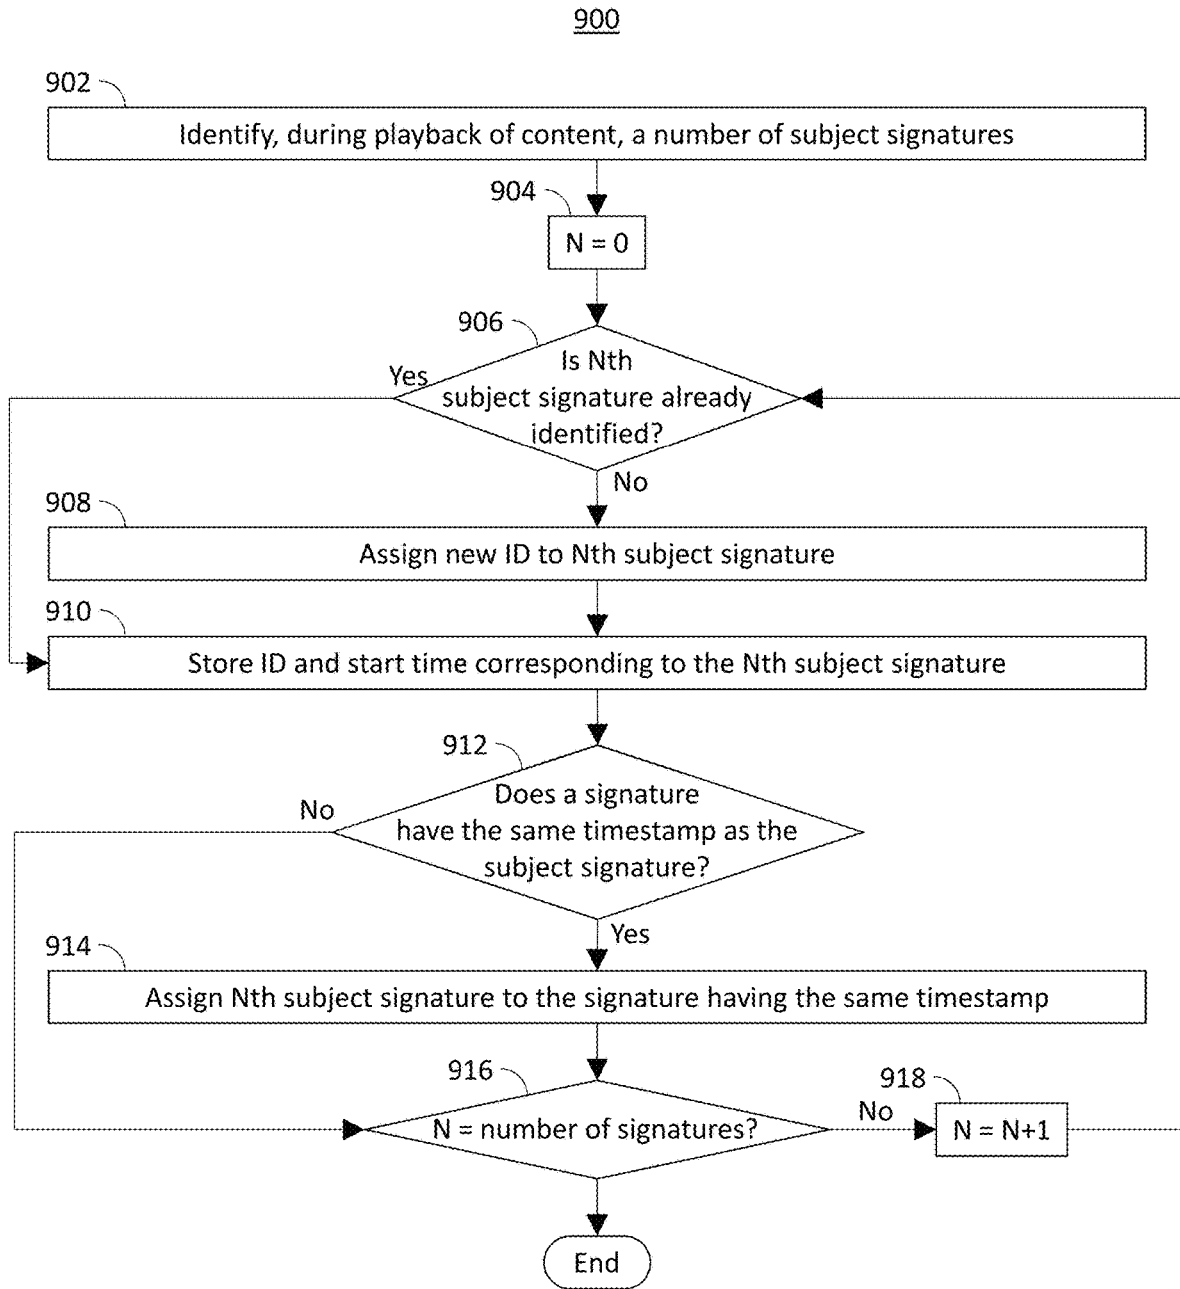 900
902
Identify, during playback of content, a number of subject signatures
904
N = 0
906
Is Nth
subject signature already
identified?
Yes
No
908
Assign new ID to Nth subject signature
910
Store ID and start time corresponding to the Nth subject signature
912
Does a signature
have the same timestamp as the
subject signature?
No
Yes
914
Assign Nth subject signature to the signature having the same timestamp
916
N = number of signatures?
No
918
N = N+1
End